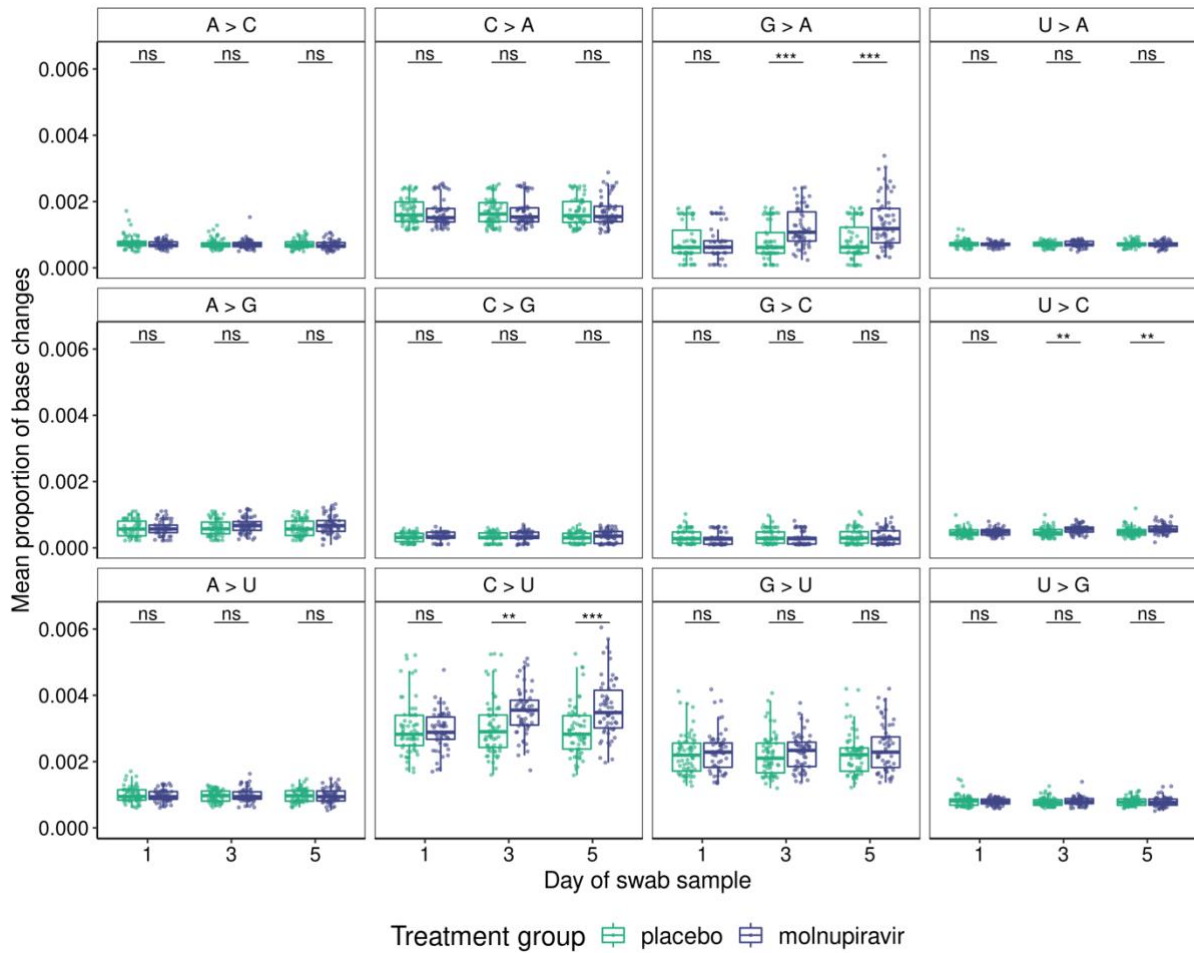 A > C C > A G > A U > A
ns ns ns ns ns ns ns *** *** ns ns ns
0.006
0.004
0.002
0.000
A > G C > G G > C U > C
ns ns ns ns ns ns ns ns ns ns ** **
0.006
0.004
0.002
0.000
A > U C > U G > U U > G
ns ns ns ns ** *** ns ns ns ns ns ns
0.006
0.004
0.002
0.000
1 3 5 1 3 5 1 3 5 1 3 5
Mean proportion of base changes
Day of swab sample
Treatment group placebo molnupiravir